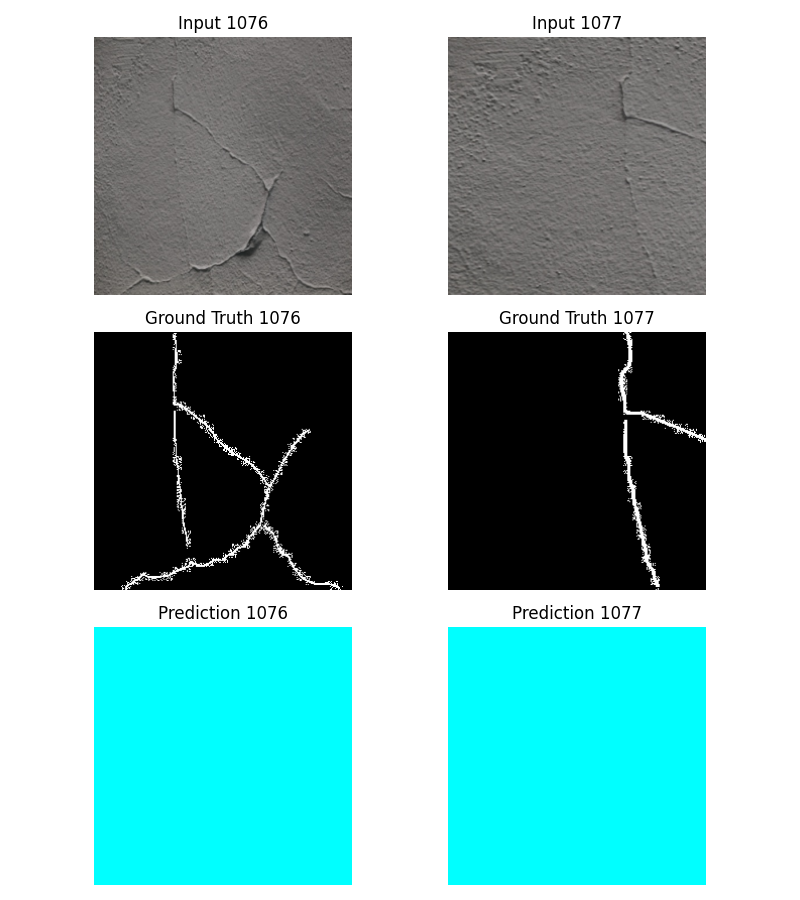 Input 1076
Input 1077
Ground Truth 1076
Ground Truth 1077
Prediction 1076
Prediction 1077